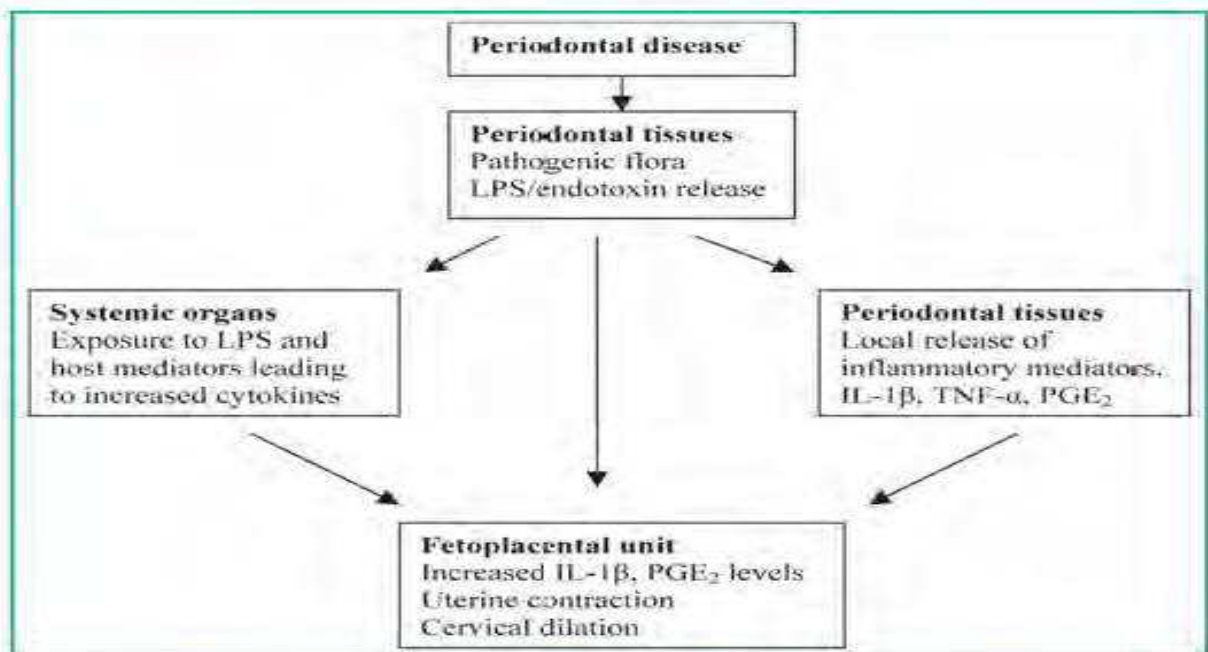 Periodontal disease
Periodontal tissues
Pathogenic flora
LPS/endotoxin release
Systemic organs
Exposure to LPS and
host mediators leading
to increased cytokines
Periodontal tissues
Local release of
inflammatory mediators,
IL-1β, TNF-α, PGE₂
Fetoplacental unit
Increased IL-1β, PGE₂ levels
Uterine contraction
Cervical dilation